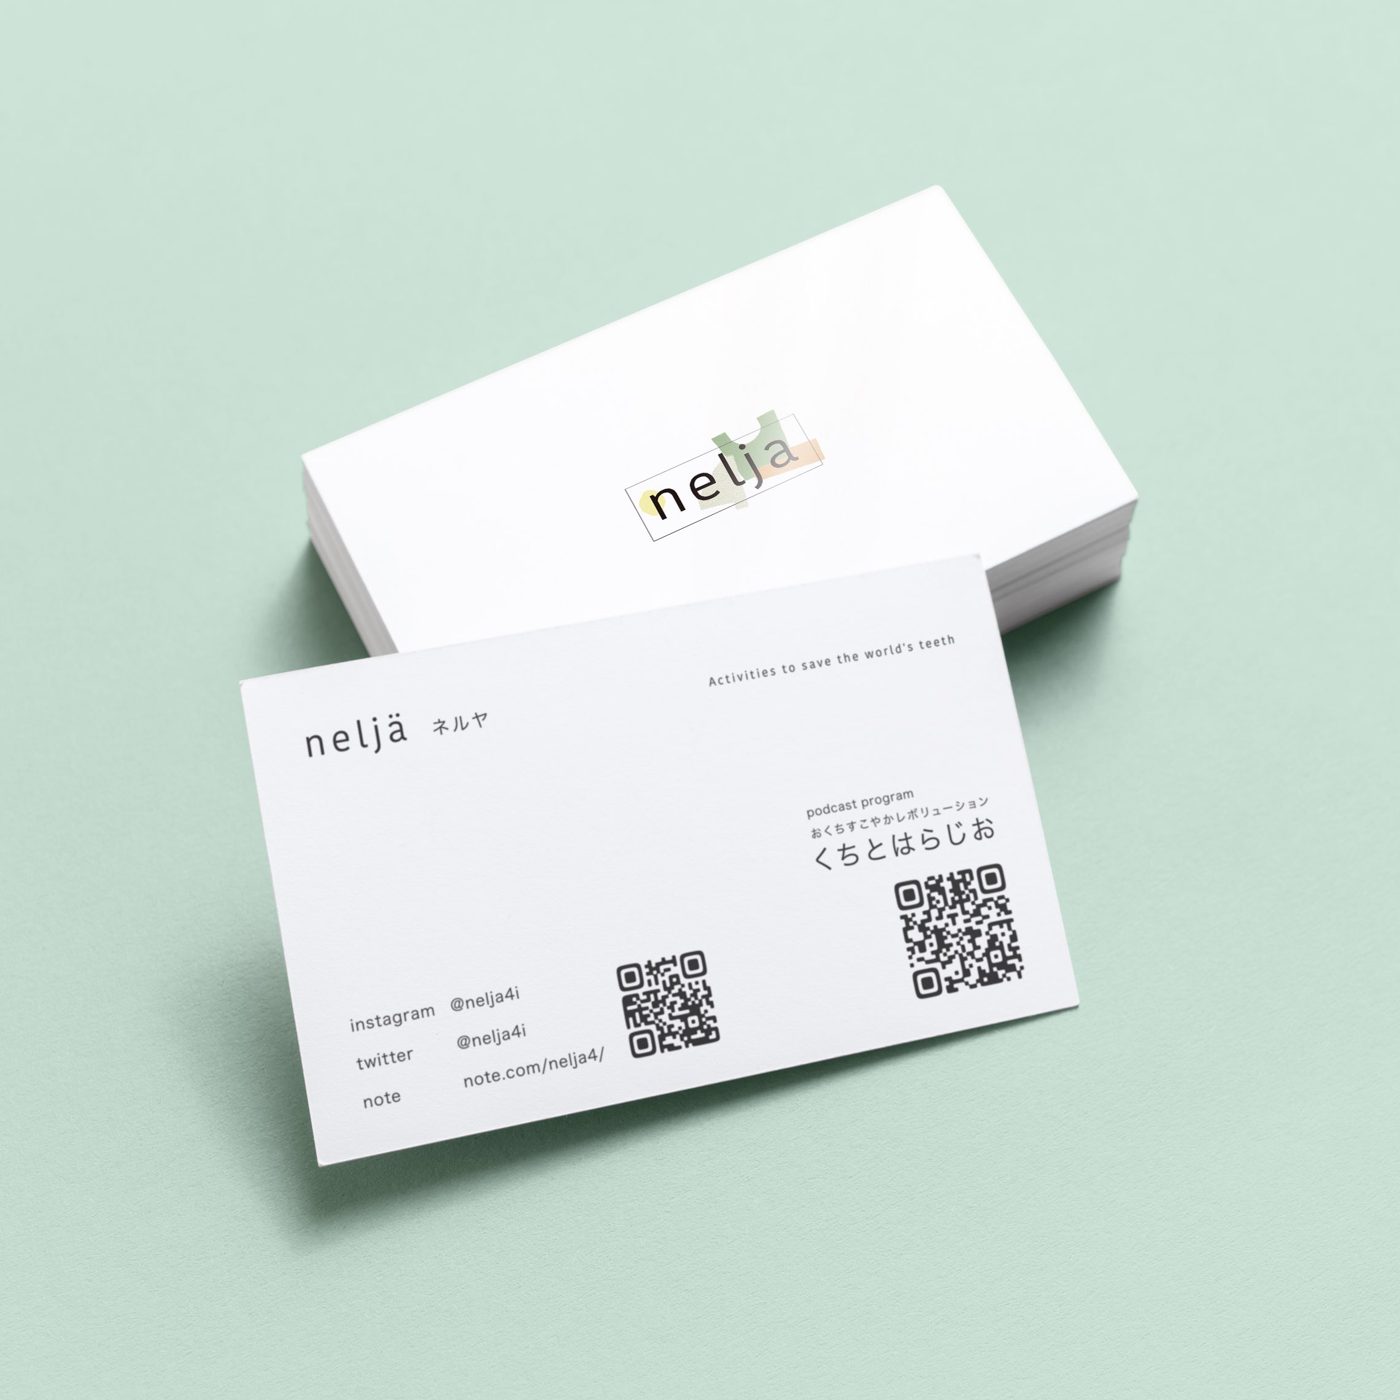 nelja
Activities to save the world's teeth
neljä ネルヤ
podcast program
おくちすこやかレボリューション
くちとはらじお
instagram @nelja4i
twitter @nelja4i
note note.com/nelja4/